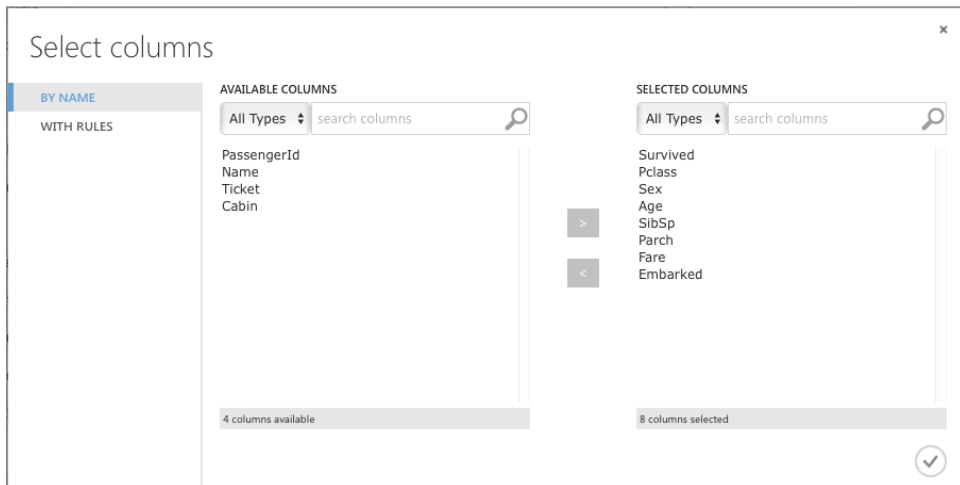 Select columns
×
BY NAME
WITH RULES
AVAILABLE COLUMNS
All Types
search columns
PassengerId
Name
Ticket
Cabin
4 columns available
>
<
SELECTED COLUMNS
All Types
search columns
Survived
Pclass
Sex
Age
SibSp
Parch
Fare
Embarked
8 columns selected